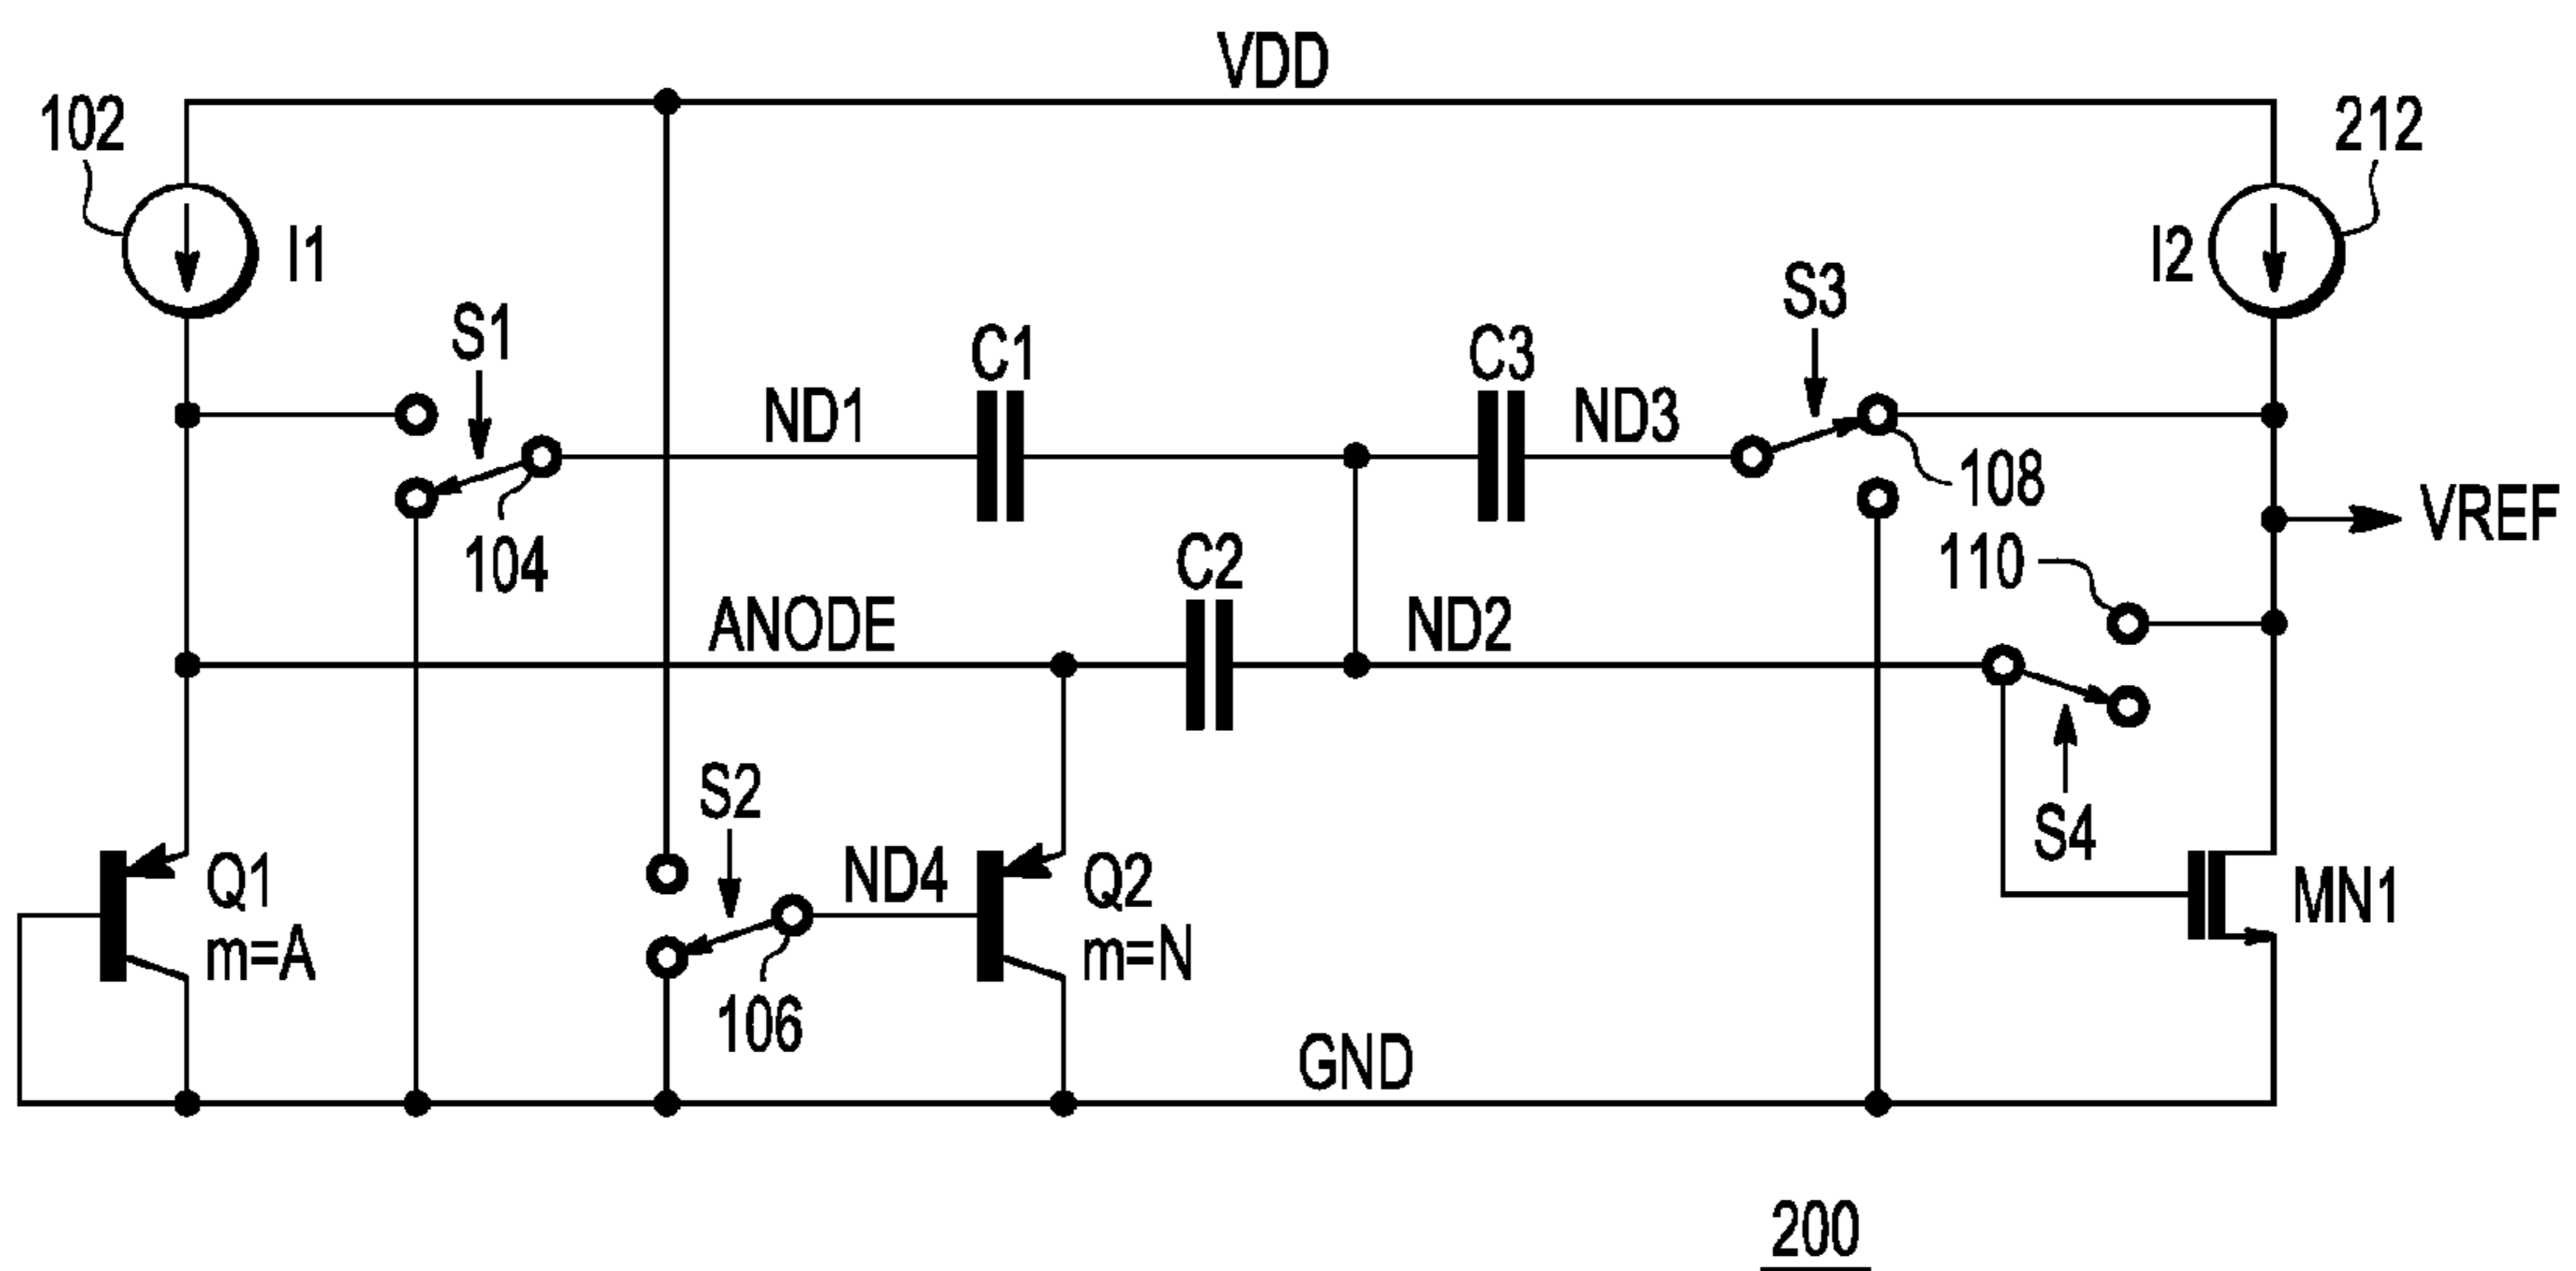 VDD
102
212
I1
I2
S1
S3
C1
C3
ND1
ND3
108
VREF
104
110
C2
ANODE
ND2
S2
S4
ND4
Q1
m=A
Q2
m=N
MN1
106
GND
200